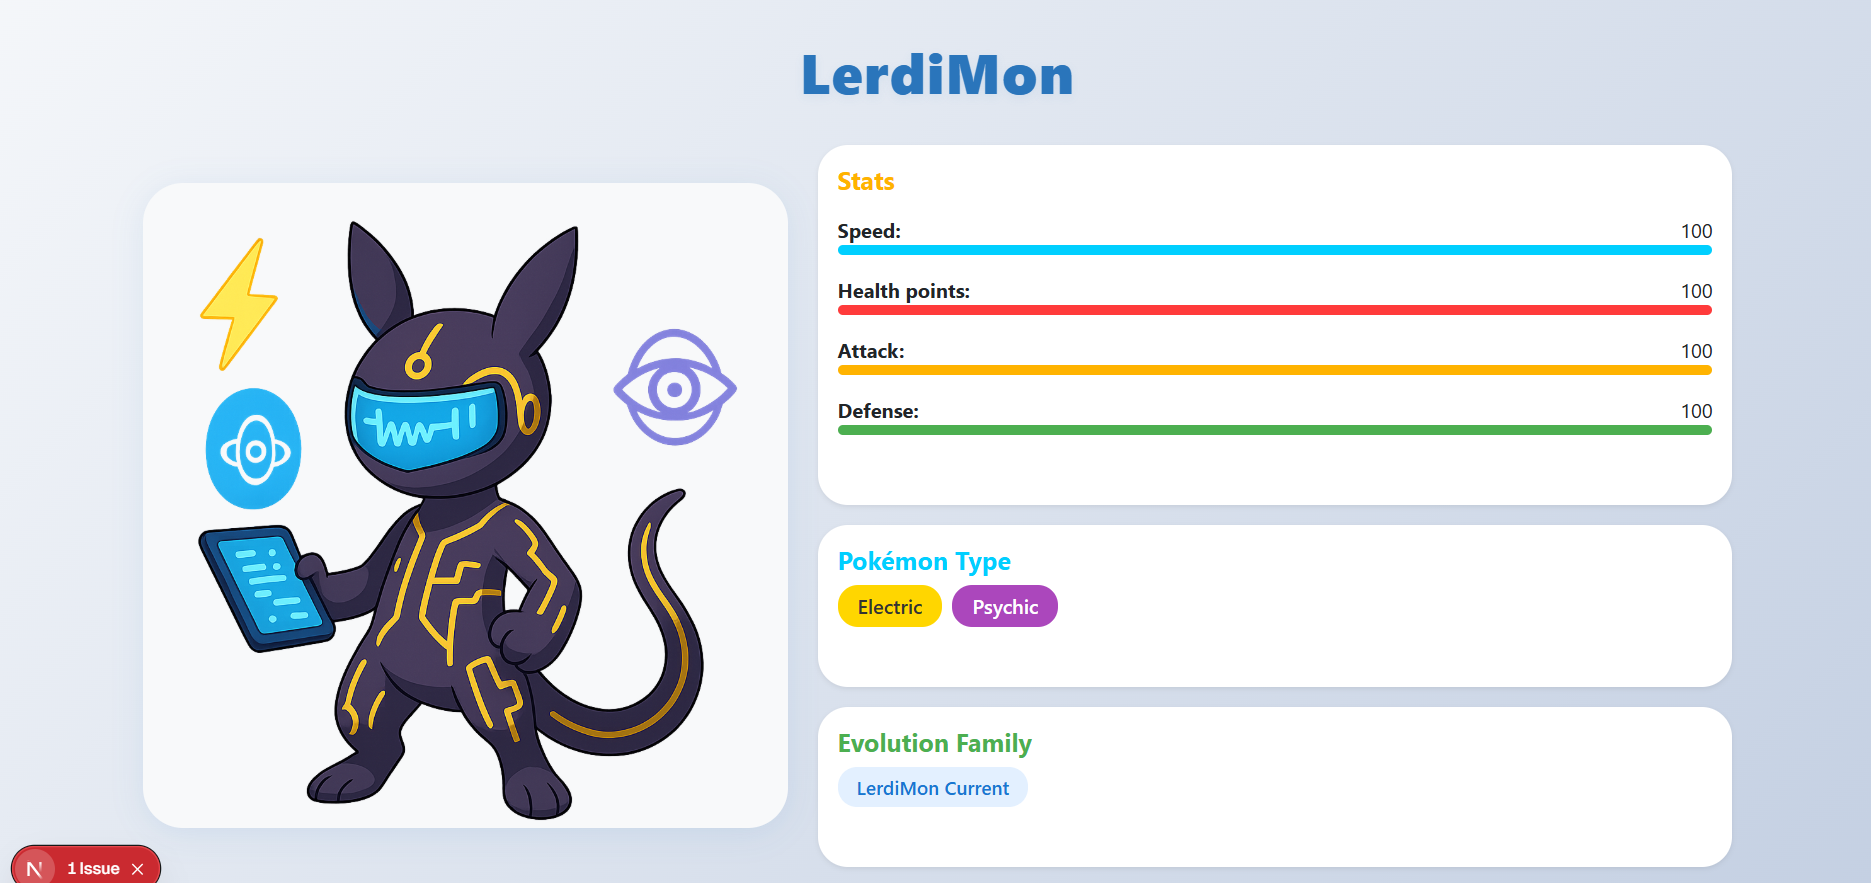 LerdiMon
Stats
Speed: 100
Health points: 100
Attack: 100
Defense: 100
Pokémon Type
Electric Psychic
Evolution Family
LerdiMon Current
N 1 Issue